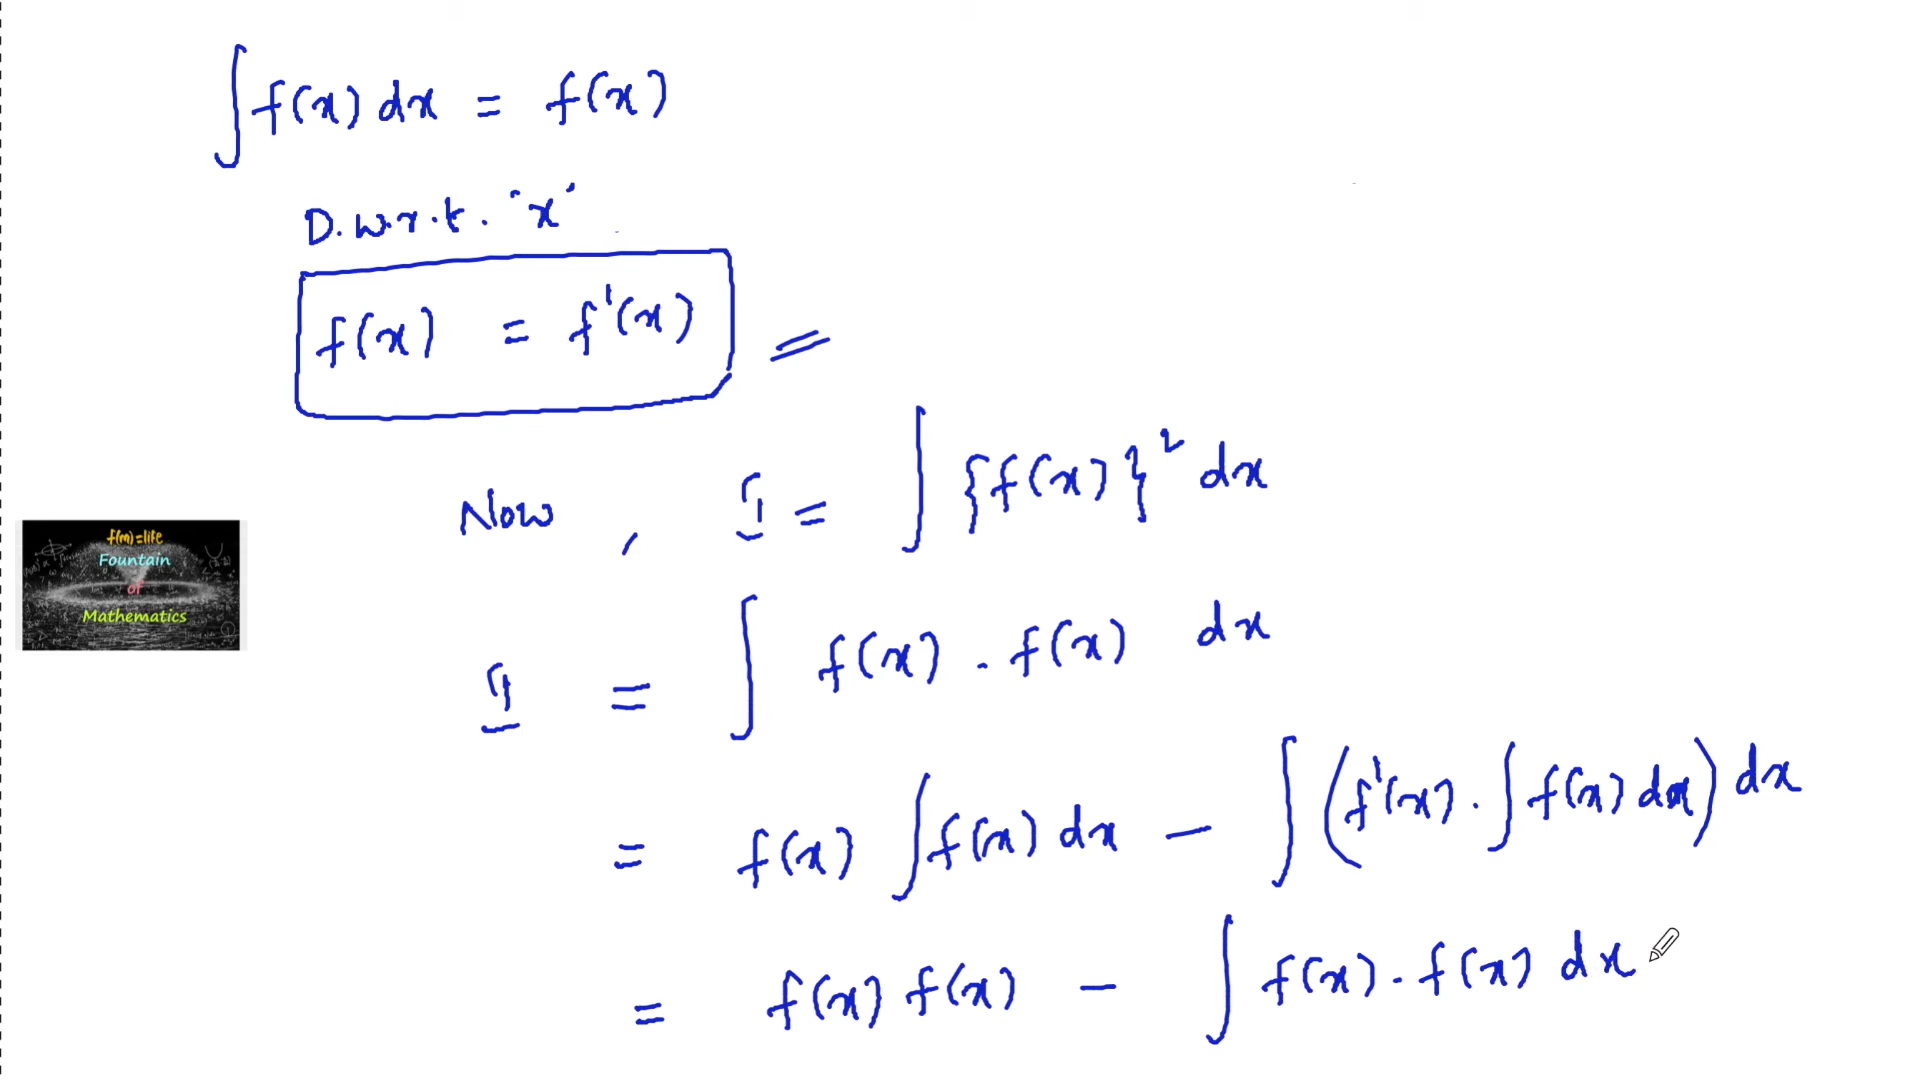 ∫f(x) dx = f(x)
D. w.r.t. 'x'
f(x) = f'(x)
Now, I = ∫ {f(x)}² dx
I = ∫ f(x) . f(x) dx
= f(x) ∫f(x) dx – ∫ (f'(x) . ∫f(x) dx) dx
= f(x) f(x) – ∫ f(x) . f(x) dx
f(m)=life
Fountain
of
Mathematics